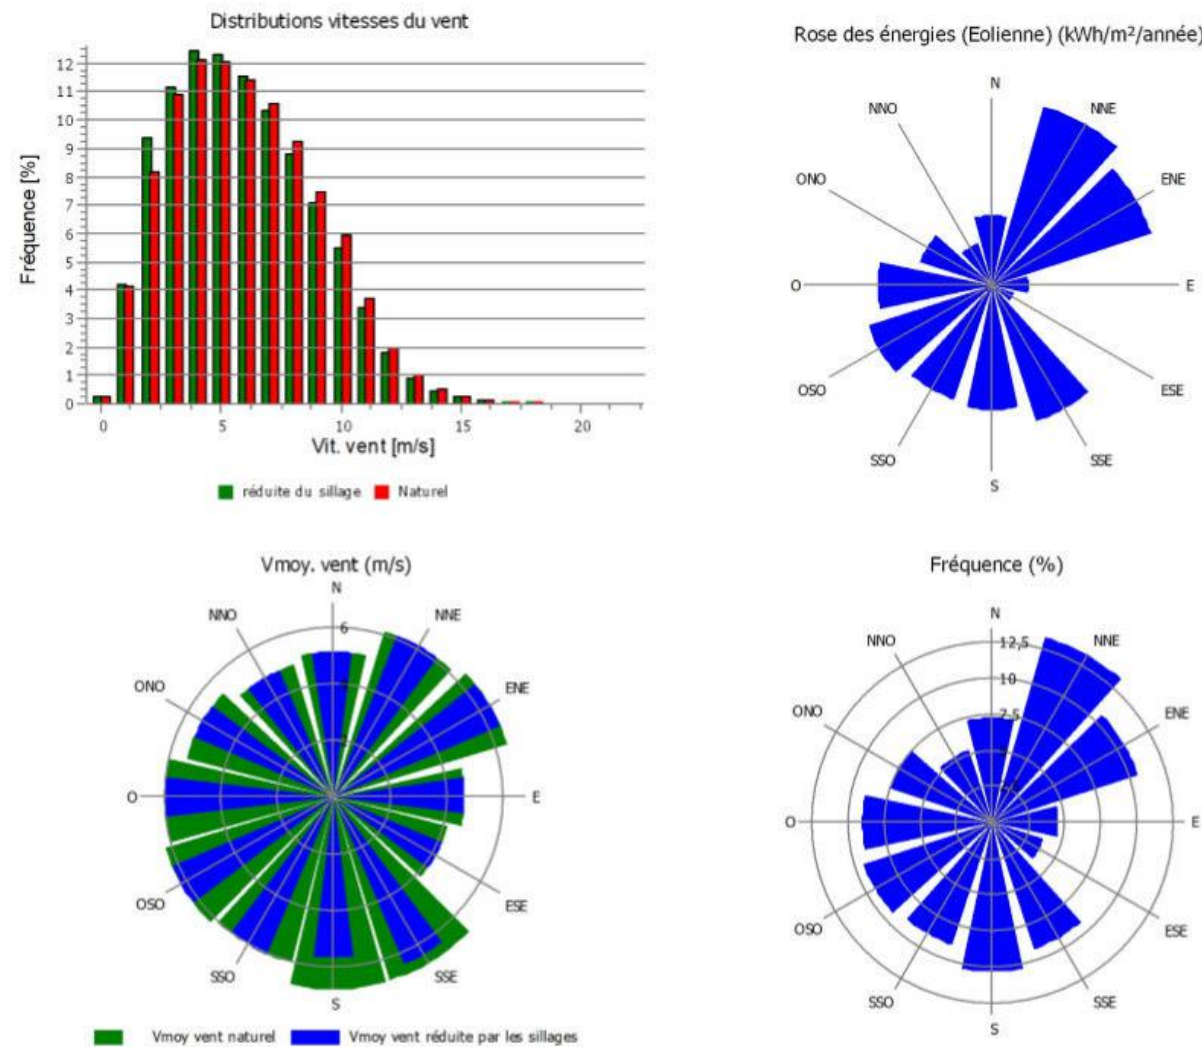 Distributions vitesses du vent
Fréquence [%]
12
11
10
9
8
7
6
5
4
3
2
1
0
0 5 10 15 20
Vit. vent [m/s]
réduite du sillage Naturel
Rose des énergies (Eolienne) (kWh/m²/année)
N
NNO NNE
ONO ENE
O E
OSO ESE
SSO SSE
S
Vmoy. vent (m/s)
N
NNO NNE
6
ONO ENE
O E
OSO ESE
SSO SSE
S
Vmoy vent naturel Vmoy vent réduite par les sillages
Fréquence (%)
N
NNO NNE
12,5
10
ONO 7,5 ENE
O E
OSO ESE
SSO SSE
S